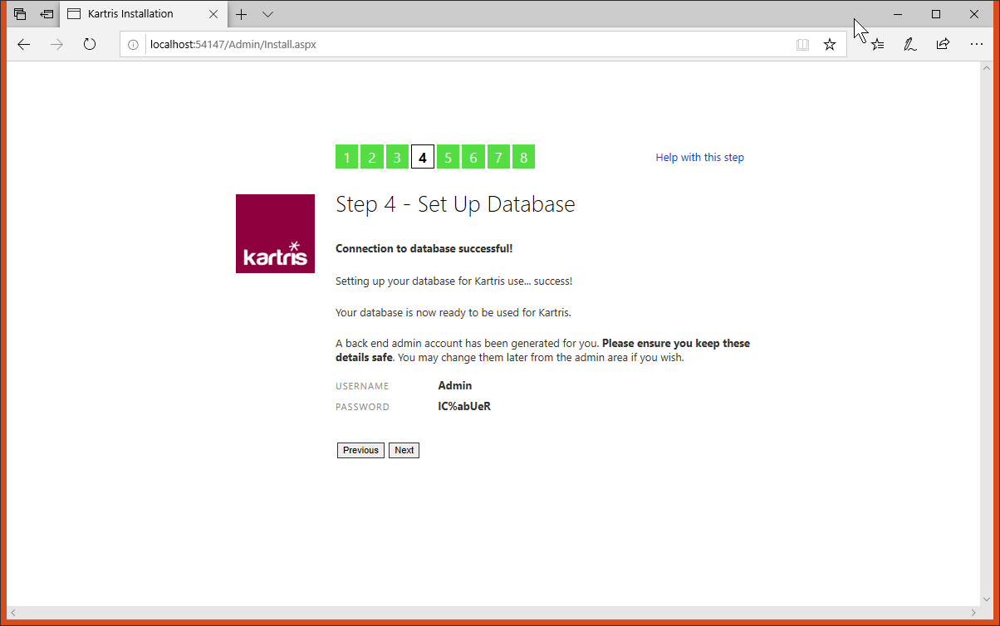 Kartris Installation
localhost:54147/Admin/Install.aspx
1 2 3 4 5 6 7 8
Help with this step
kartris
Step 4 - Set Up Database
Connection to database successful!
Setting up your database for Kartris use... success!
Your database is now ready to be used for Kartris.
A back end admin account has been generated for you. Please ensure you keep these
details safe. You may change them later from the admin area if you wish.
USERNAME Admin
PASSWORD lC%abUeR
Previous Next